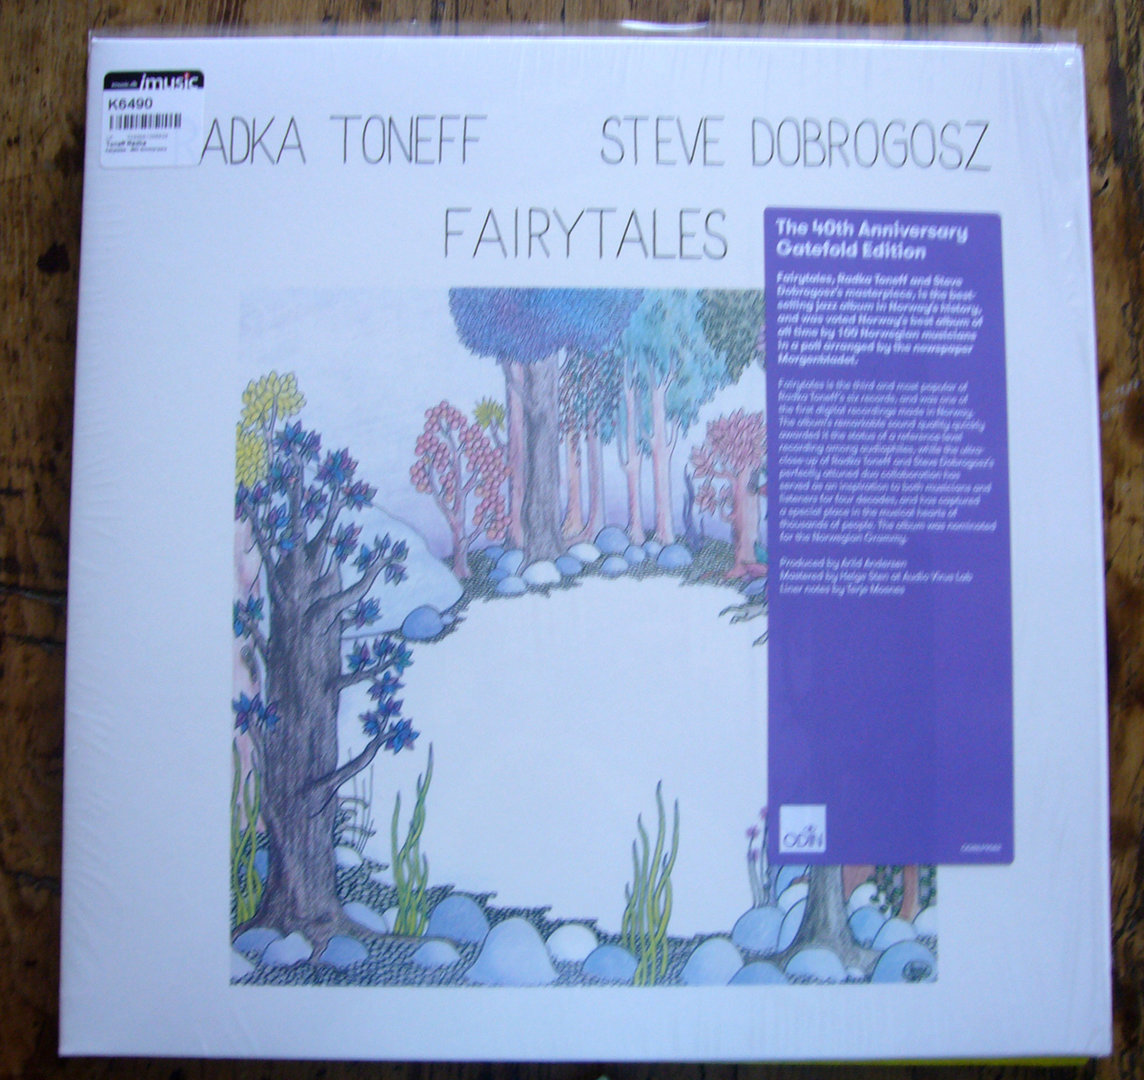 imusic
K6490
Toneff Radka
ADKA TONEFF STEVE DOBROGOSZ
FAIRYTALES
The 40th Anniversary
Gatefold Edition
Fairytales, Radka Toneff and Steve
Dobrogosz's masterpiece, is the best-
selling jazz album in Norway's history,
and was voted Norway's best album of
all time by 100 Norwegian musicians
in a poll arranged by the newspaper
Morgenbladet.
Fairytales is the third and most popular of
Radka Toneff's six records, and was one of
the first digital recordings made in Norway.
The album's remarkable sound quality quickly
awarded it the status of a reference level
recording among audiophiles, while the ultra-
close-up of Radka Toneff and Steve Dobrogosz's
perfectly attuned duo collaboration has
served as an inspiration to both musicians and
listeners for four decades, and has captured
a special place in the musical hearts of
thousands of people. The album was nominated
for the Norwegian Grammy.
Produced by Arild Andersen
Mastered by Helge Sten at Audio Virus Lab
Liner notes by Terje Mosnes
ODIN